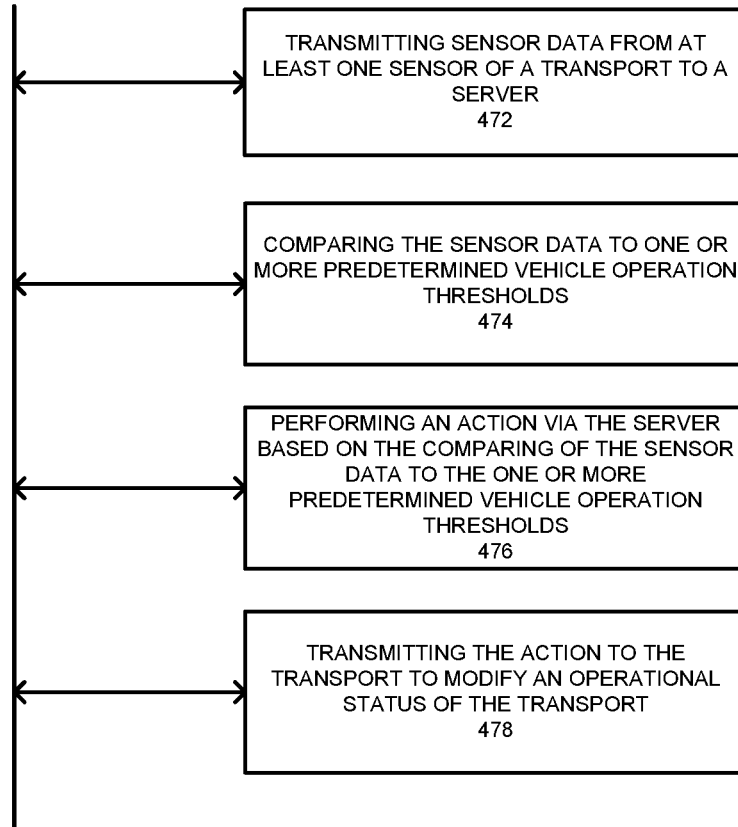 TRANSMITTING SENSOR DATA FROM AT
LEAST ONE SENSOR OF A TRANSPORT TO A
SERVER
472
COMPARING THE SENSOR DATA TO ONE OR
MORE PREDETERMINED VEHICLE OPERATION
THRESHOLDS
474
PERFORMING AN ACTION VIA THE SERVER
BASED ON THE COMPARING OF THE SENSOR
DATA TO THE ONE OR MORE
PREDETERMINED VEHICLE OPERATION
THRESHOLDS
476
TRANSMITTING THE ACTION TO THE
TRANSPORT TO MODIFY AN OPERATIONAL
STATUS OF THE TRANSPORT
478